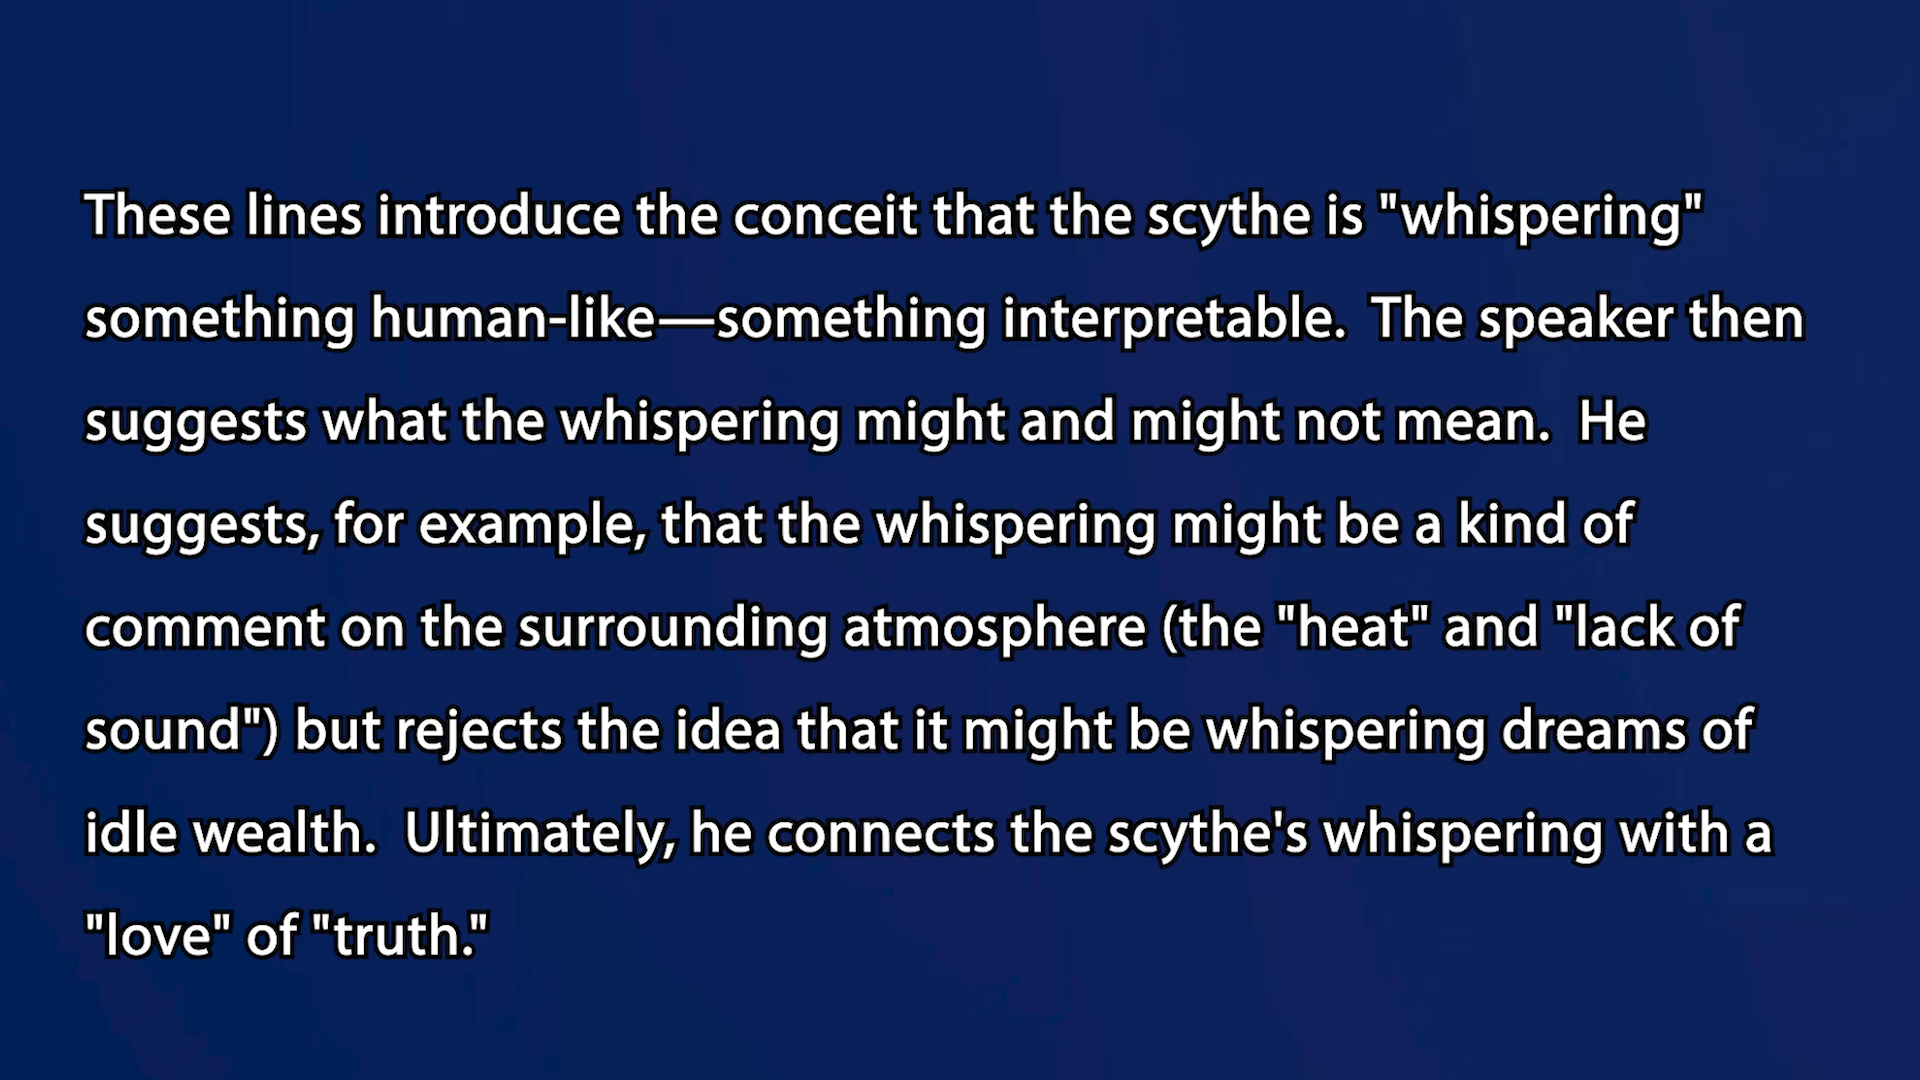 These lines introduce the conceit that the scythe is "whispering"
something human-like—something interpretable.  The speaker then
suggests what the whispering might and might not mean.  He
suggests, for example, that the whispering might be a kind of
comment on the surrounding atmosphere (the "heat" and "lack of
sound") but rejects the idea that it might be whispering dreams of
idle wealth.  Ultimately, he connects the scythe's whispering with a
"love" of "truth."